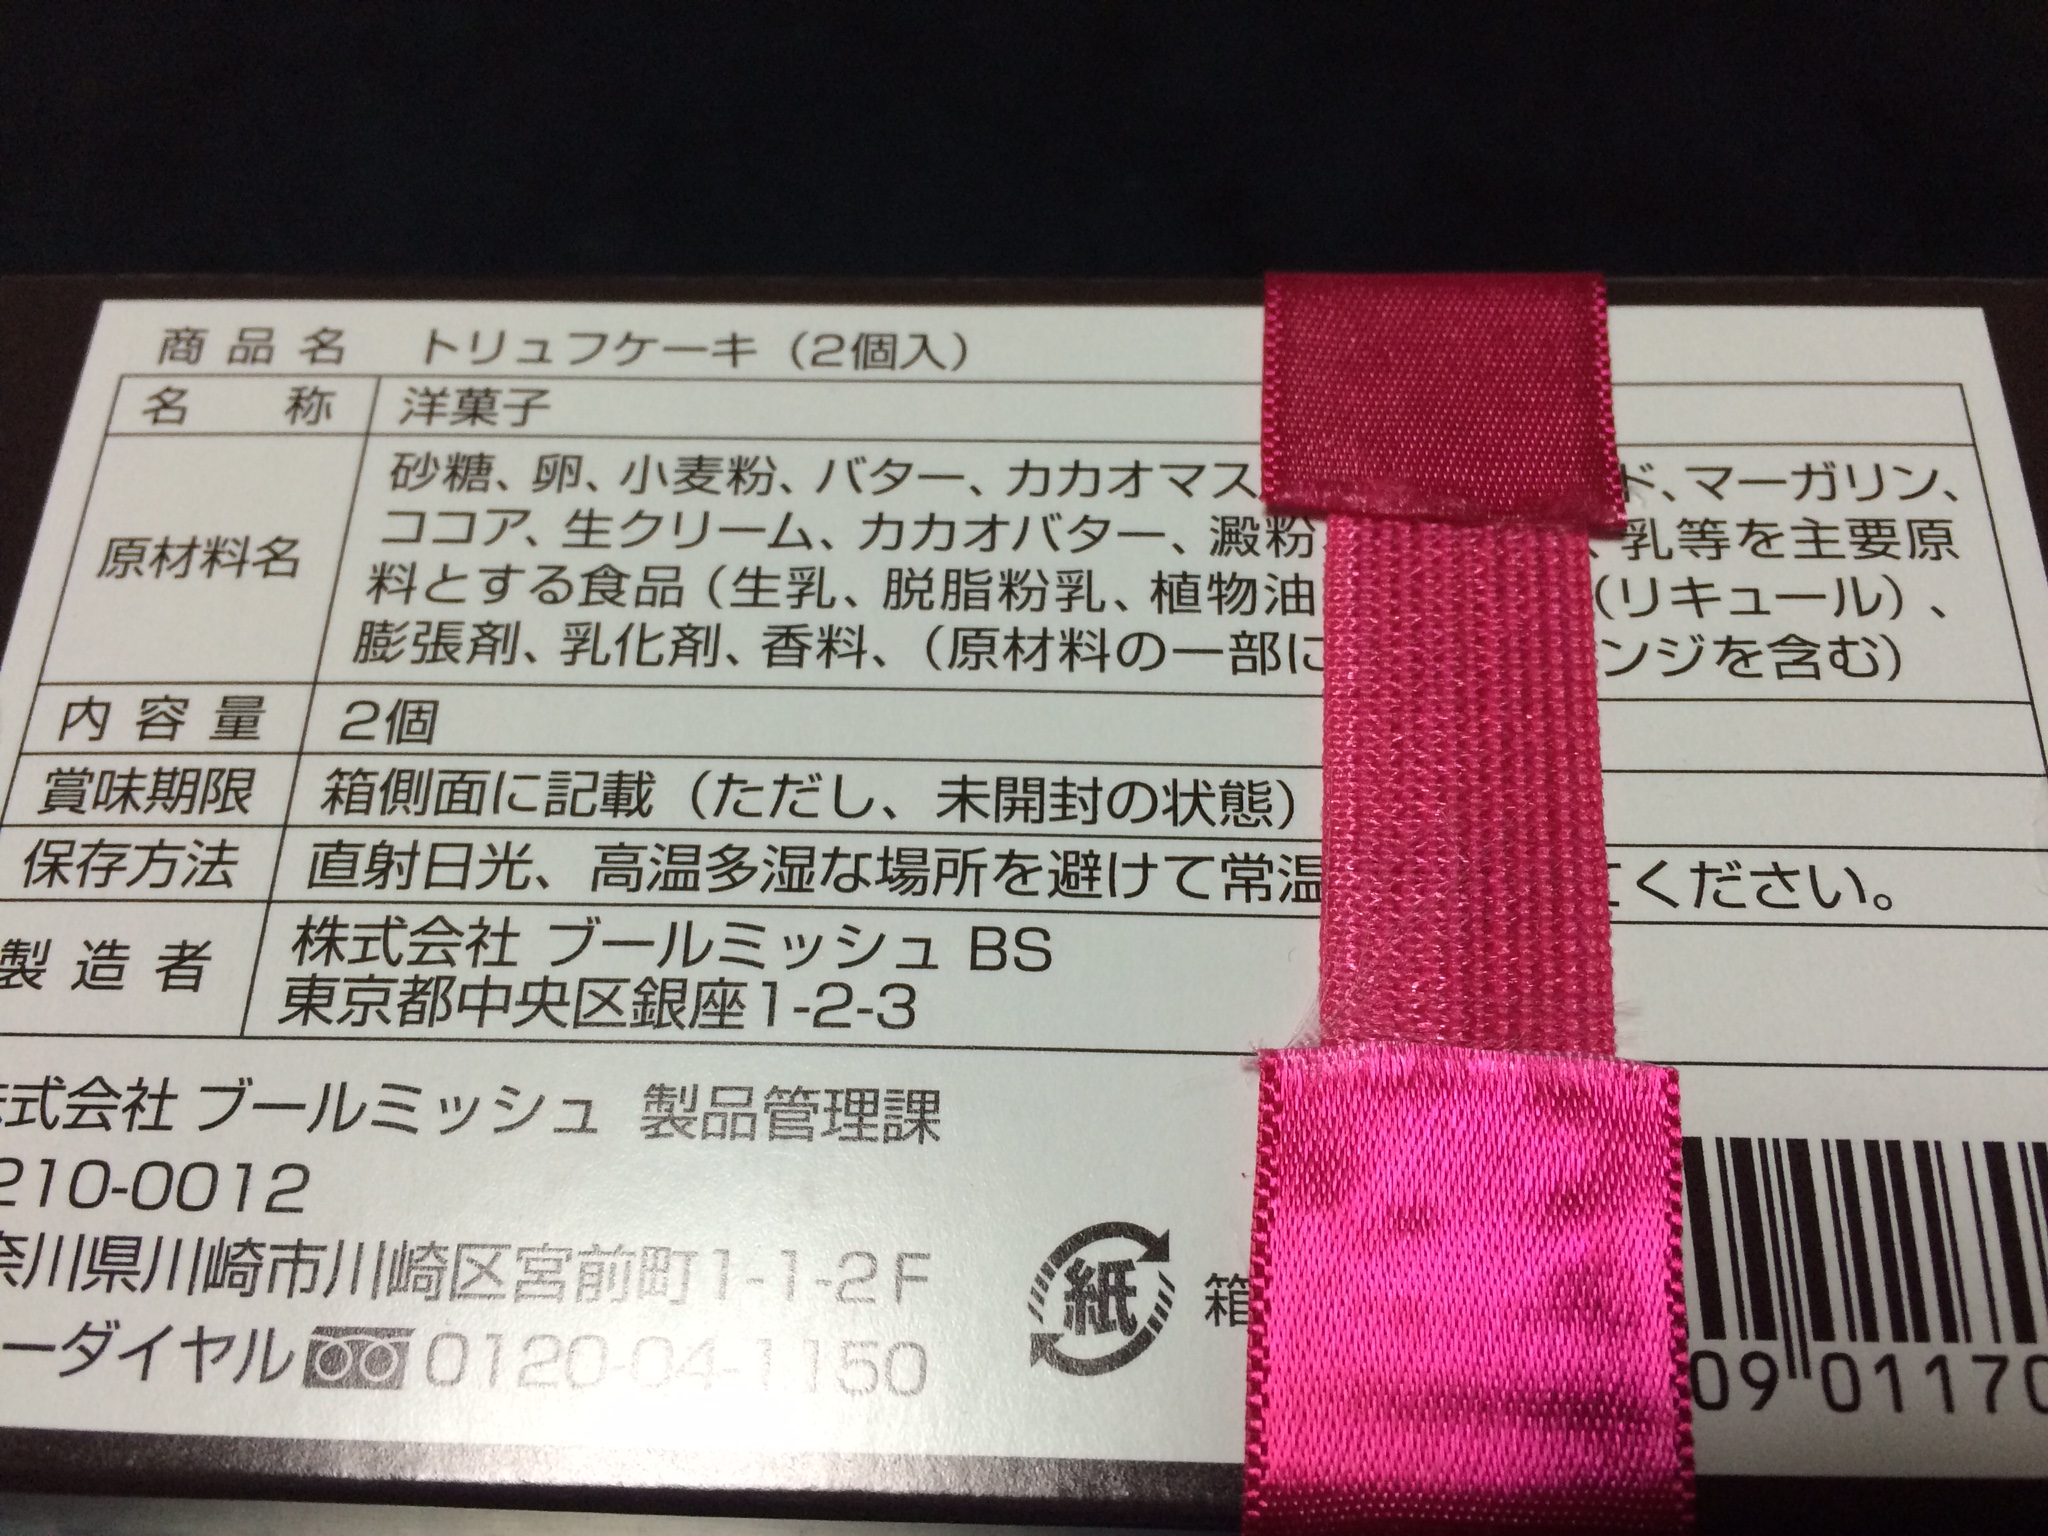 商品名 トリュフケーキ（2個入）
名称 洋菓子
原材料名 砂糖、卵、小麦粉、バター、カカオマス ド、マーガリン、
ココア、生クリーム、カカオバター、澱粉 、乳等を主要原
料とする食品（生乳、脱脂粉乳、植物油 （リキュール）、
膨張剤、乳化剤、香料、（原材料の一部に ンジを含む）
内容量 2個
賞味期限 箱側面に記載（ただし、未開封の状態）
保存方法 直射日光、高温多湿な場所を避けて常温 ください。
製造者 株式会社 ブールミッシュ BS
東京都中央区銀座1-2-3
式会社 ブールミッシュ 製品管理課
210-0012
奈川県川崎市川崎区宮前町1-1-2F
ーダイヤル 0120-04-1150
紙 箱
09 01170